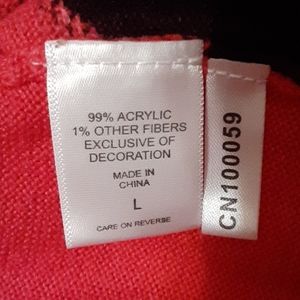 99% ACRYLIC
1% OTHER FIBERS
EXCLUSIVE OF
DECORATION
MADE IN
CHINA
L
CARE ON REVERSE
CN100059